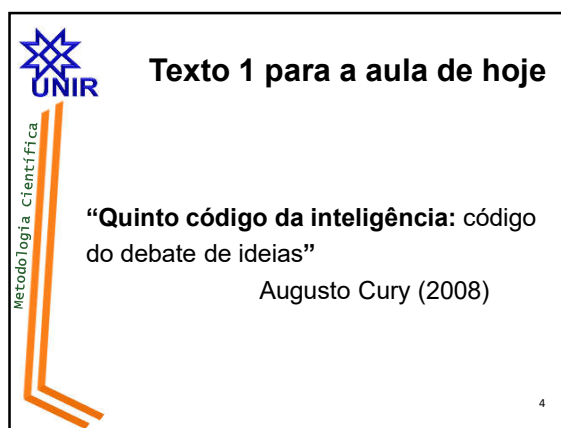 UNIR
Texto 1 para a aula de hoje
Metodologia Científica
“Quinto código da inteligência: código
do debate de ideias”
Augusto Cury (2008)
4